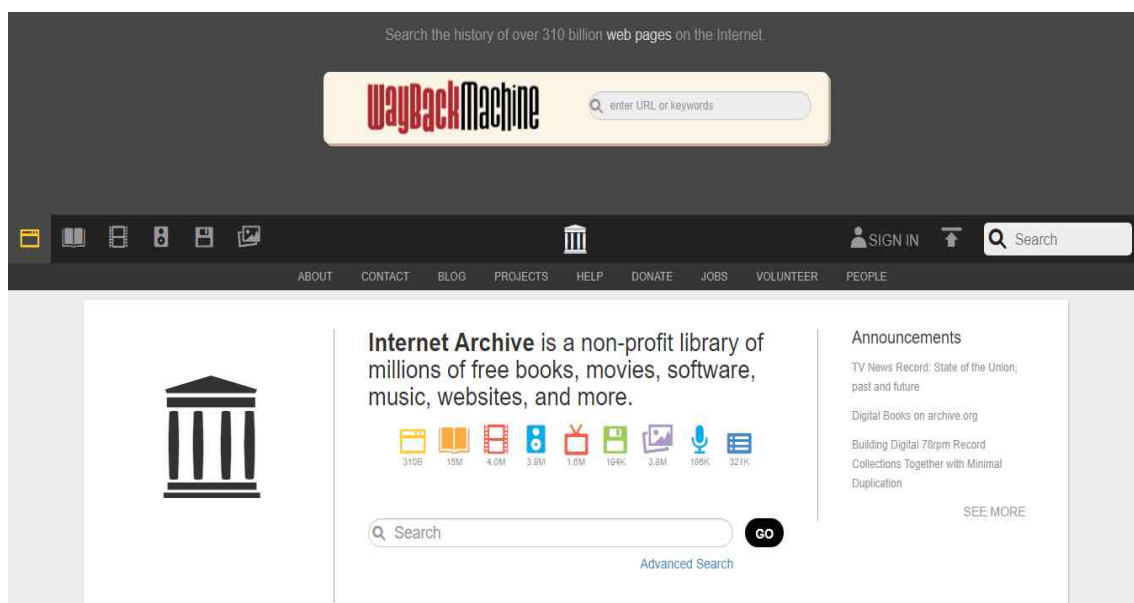 Search the history of over 310 billion web pages on the Internet.
WayBackMachine
enter URL or keywords
SIGN IN
Search
ABOUT CONTACT BLOG PROJECTS HELP DONATE JOBS VOLUNTEER PEOPLE
Internet Archive is a non-profit library of
millions of free books, movies, software,
music, websites, and more.
310B 15M 4.0M 3.9M 1.6M 194K 3.8M 186K 321K
Search
GO
Advanced Search
Announcements
TV News Record: State of the Union,
past and future
Digital Books on archive.org
Building Digital 78rpm Record
Collections Together with Minimal
Duplication
SEE MORE